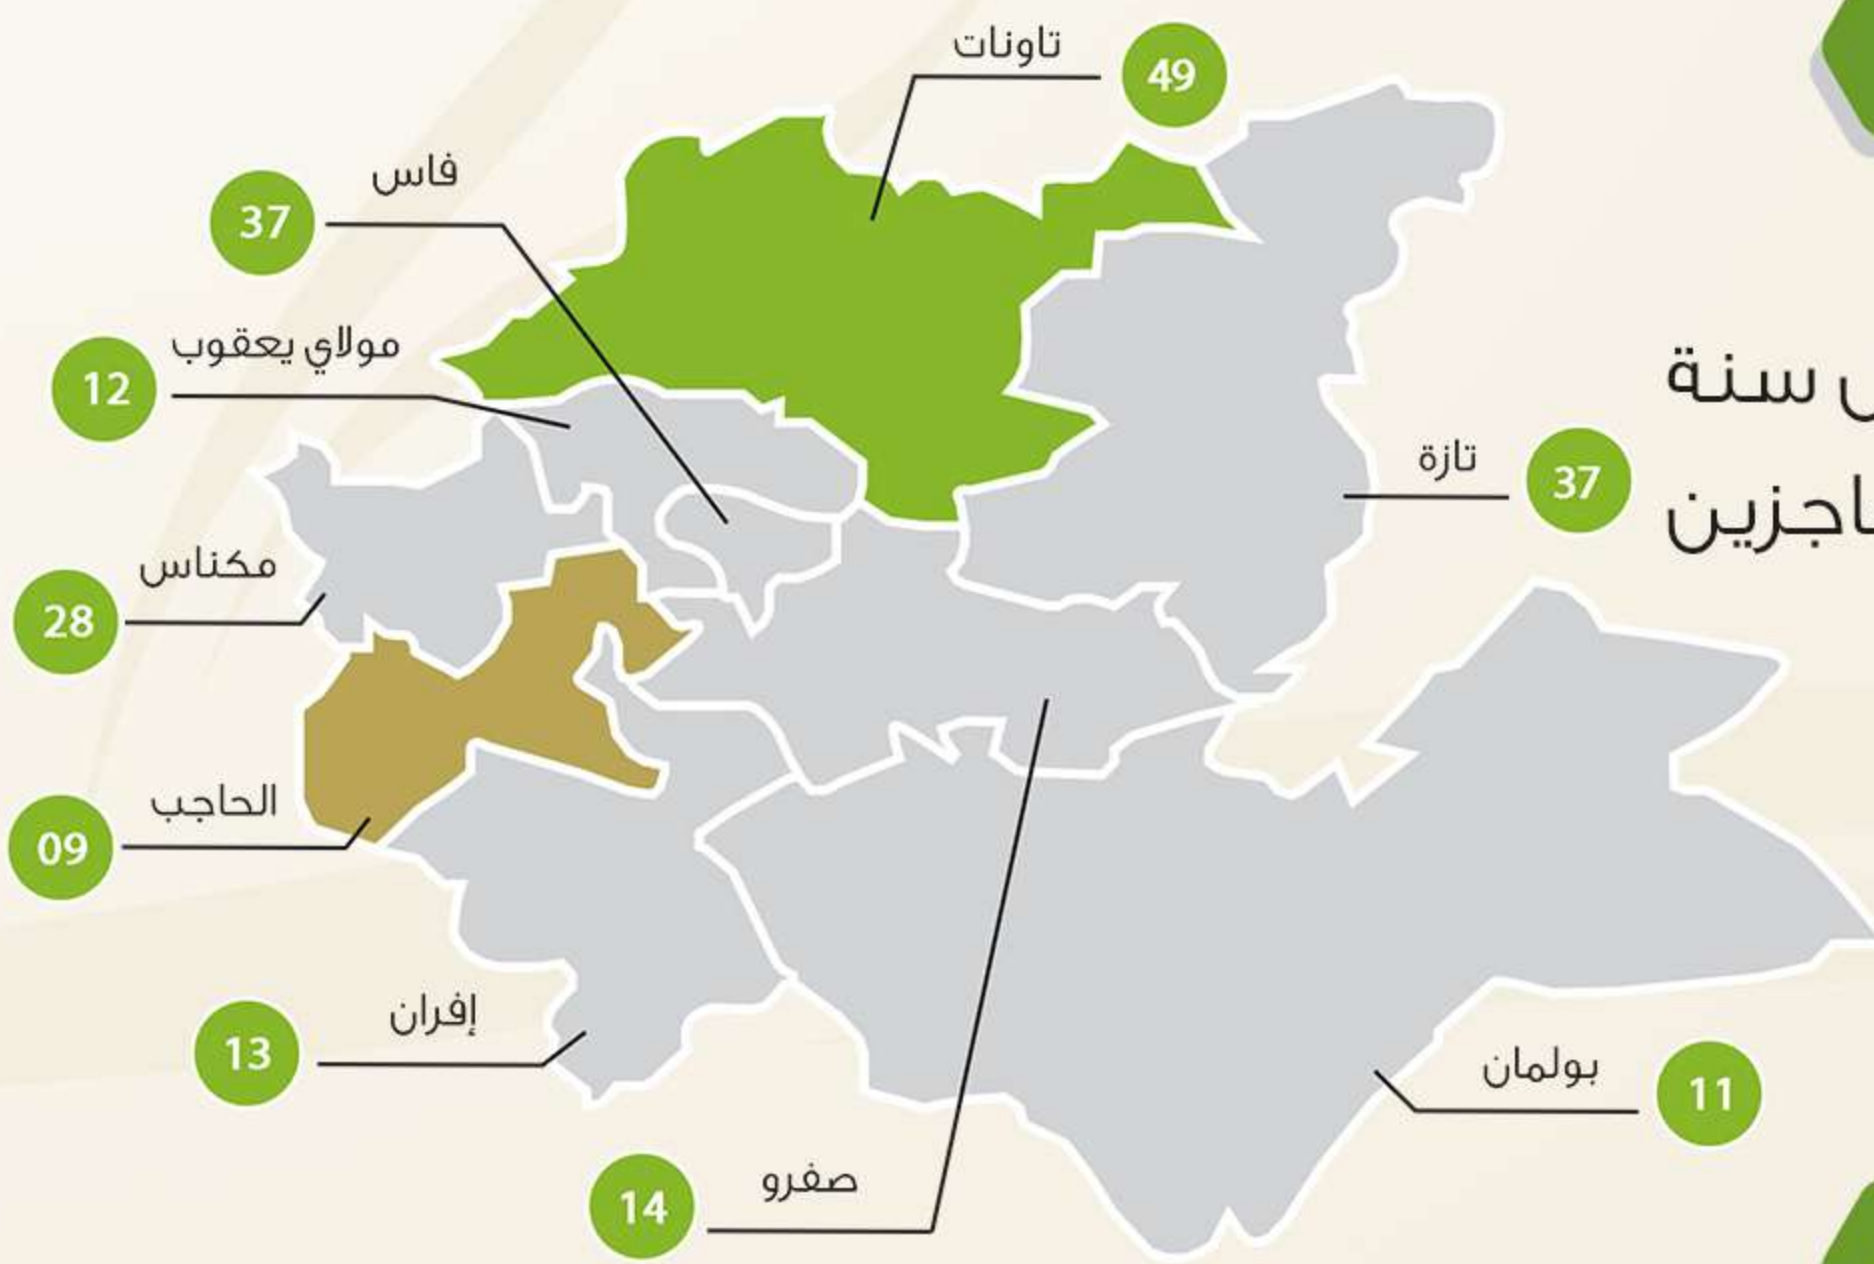 تاونات
49
فاس
37
مولاي يعقوب
12
سنة
تازة
37
مكناس
28
الحاجب
09
إفران
13
بولمان
11
صفرو
14